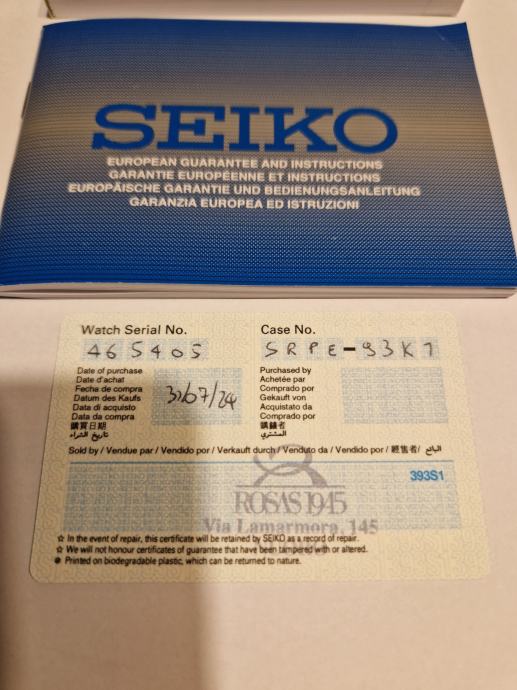 SEIKO
EUROPEAN GUARANTEE AND INSTRUCTIONS
GARANTIE EUROPÉENNE ET INSTRUCTIONS
EUROPÄISCHE GARANTIE UND BEDIENUNGSANLEITUNG
GARANZIA EUROPEA ED ISTRUZIONI
Watch Serial No.
465405
Case No.
SRPE-93K1
Date of purchase
Date d'achat
Fecha de compra
Datum des Kaufs
Data di acquisto
Data da compra
購買日期
تاريخ الشراء
/07/24
Purchased by
Achetée par
Comprado por
Gekauft von
Acquistato da
Comprado por
購錶者
المشتري
Sold by / Vendue par / Vendido por / Verkauft durch / Venduto da / Vendido por / 經售者 / البائع
393S1
ROSAS 1945
Via Lamarmora, 145
☆ In the event of repair, this certificate will be retained by SEIKO as a record of repair.
☆ We will not honour certificates of guarantee that have been tampered with or altered.
Printed on biodegradable plastic, which can be returned to nature.